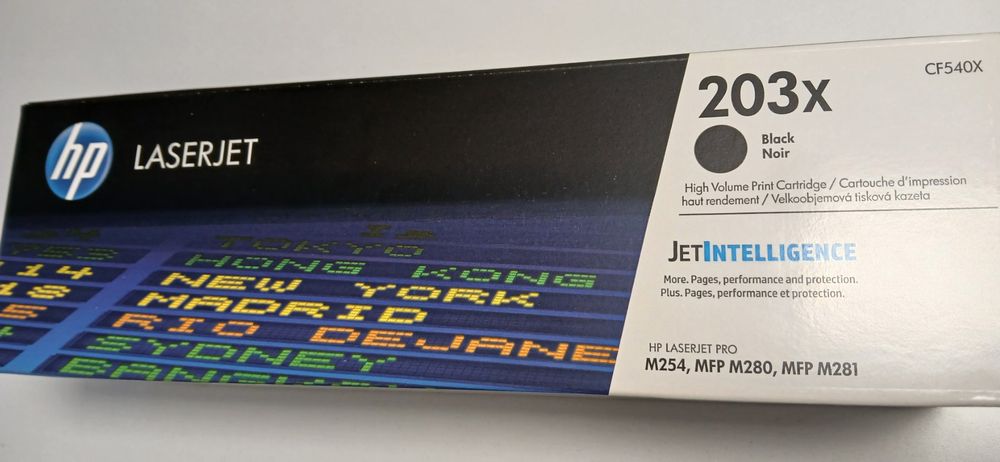 hp
LASERJET
TOKYO
HONG KONG
14
NEW YORK
18
MADRID
RIO DEJANE
SYDNEY
203x
CF540X
Black
Noir
High Volume Print Cartridge / Cartouche d'impression
haut rendement / Velkoobjemová tisková kazeta
JETINTELLIGENCE
More. Pages, performance and protection.
Plus. Pages, performance et protection.
HP LASERJET PRO
M254, MFP M280, MFP M281